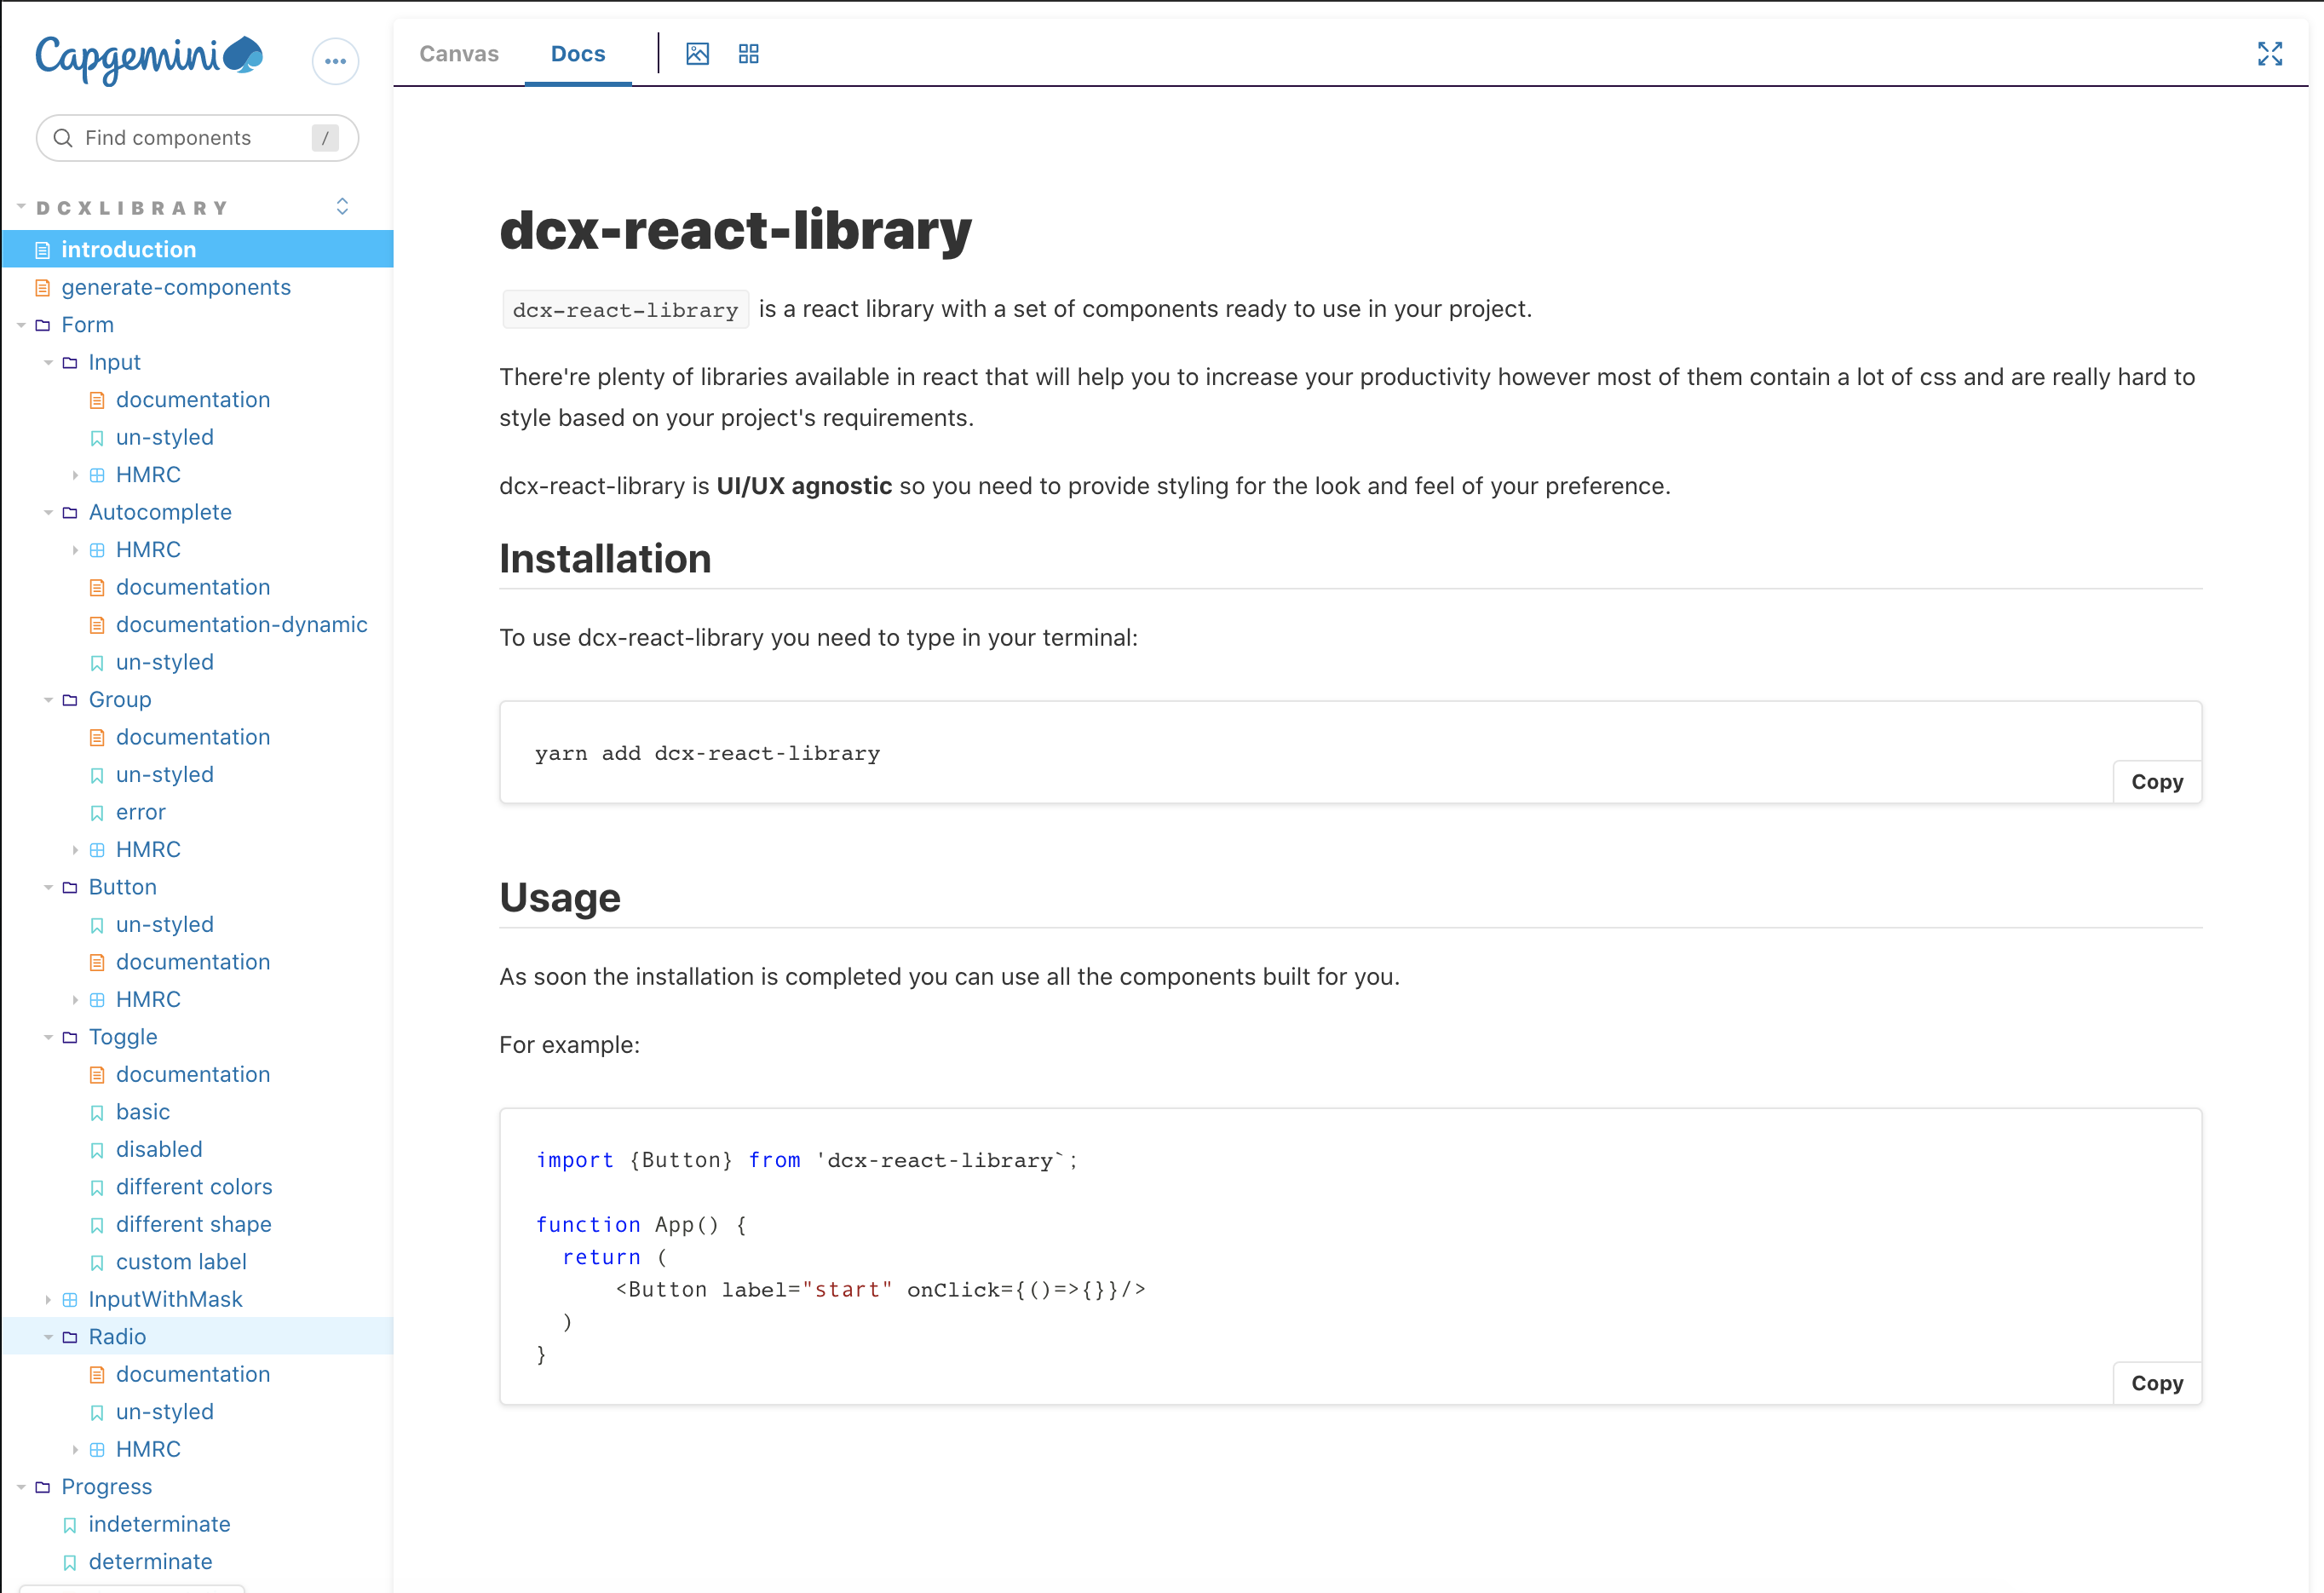 Capgemini
Find components /
DCXLIBRARY
introduction
generate-components
Form
Input
documentation
un-styled
HMRC
Autocomplete
HMRC
documentation
documentation-dynamic
un-styled
Group
documentation
un-styled
error
HMRC
Button
un-styled
documentation
HMRC
Toggle
documentation
basic
disabled
different colors
different shape
custom label
InputWithMask
Radio
documentation
un-styled
HMRC
Progress
indeterminate
determinate
Canvas Docs
dcx-react-library
dcx-react-library is a react library with a set of components ready to use in your project.
There're plenty of libraries available in react that will help you to increase your productivity however most of them contain a lot of css and are really hard to
style based on your project's requirements.
dcx-react-library is UI/UX agnostic so you need to provide styling for the look and feel of your preference.
Installation
To use dcx-react-library you need to type in your terminal:
yarn add dcx-react-library
Copy
Usage
As soon the installation is completed you can use all the components built for you.
For example:
import {Button} from 'dcx-react-library`;
function App() {
  return (
      <Button label="start" onClick={()=>{}}/>
  )
}
Copy